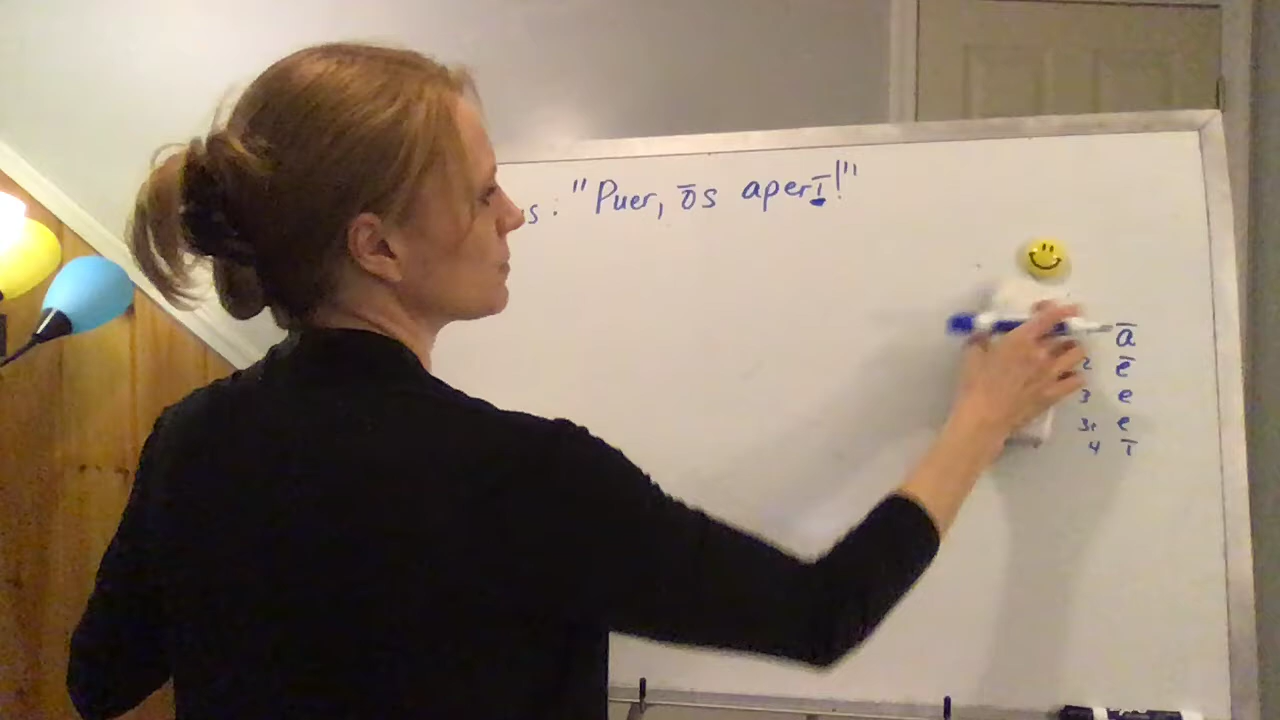 s: "Puer, ōs aperī!"
ā
2 ē
3 e
3i e
4 ī